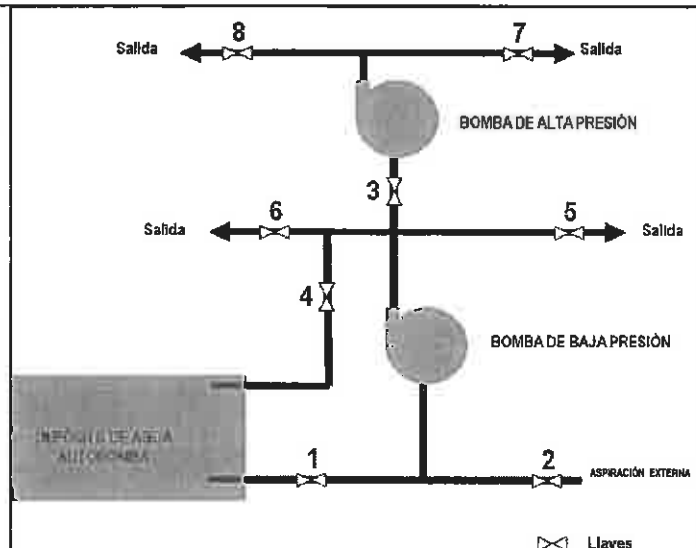 8
7
Salida
Salida
BOMBA DE ALTA PRESIÓN
3
6
5
Salida
Salida
4
BOMBA DE BAJA PRESIÓN
AUTOBOMBA
1
2
ASPIRACIÓN EXTERNA
Llaves